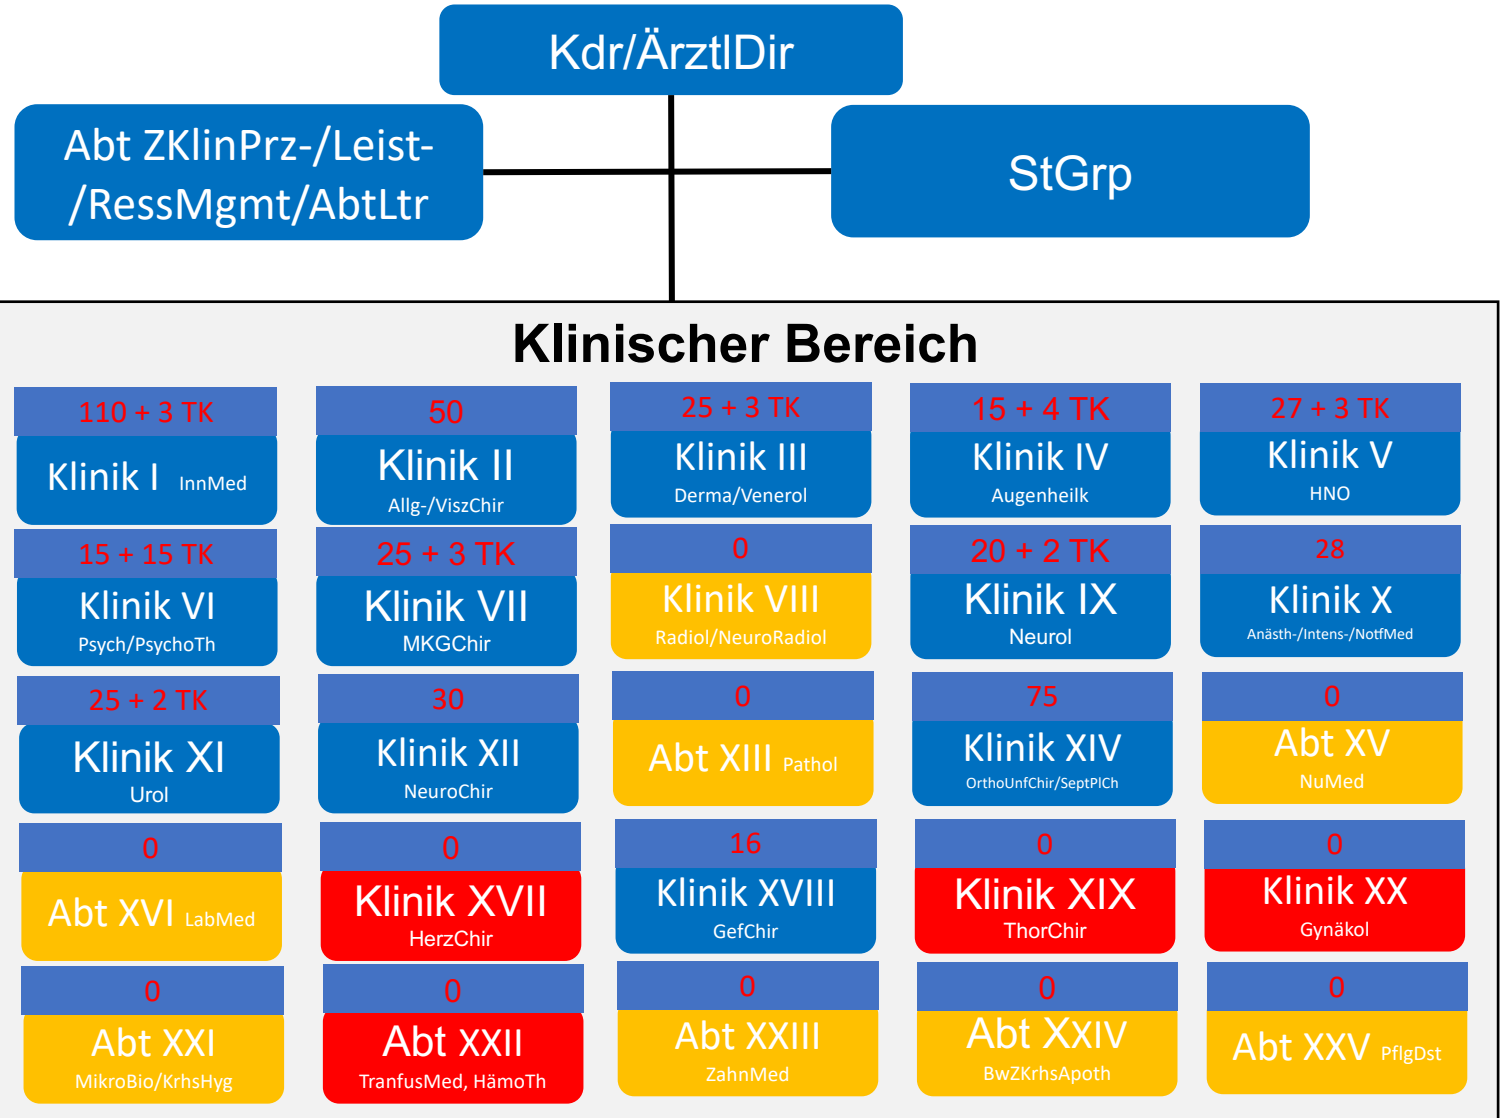 Kdr/ÄrztlDir
Abt ZKlinPrz-/Leist-
/RessMgmt/AbtLtr
StGrp
Klinischer Bereich
110 + 3 TK
Klinik I InnMed
50
Klinik II
Allg-/ViszChir
25 + 3 TK
Klinik III
Derma/Venerol
15 + 4 TK
Klinik IV
Augenheilk
27 + 3 TK
Klinik V
HNO
15 + 15 TK
Klinik VI
Psych/PsychoTh
25 + 3 TK
Klinik VII
MKGChir
0
Klinik VIII
Radiol/NeuroRadiol
20 + 2 TK
Klinik IX
Neurol
28
Klinik X
Anästh-/Intens-/NotfMed
25 + 2 TK
Klinik XI
Urol
30
Klinik XII
NeuroChir
0
Abt XIII Pathol
75
Klinik XIV
OrthoUnfChir/SeptPlCh
0
Abt XV
NuMed
0
Abt XVI LabMed
0
Klinik XVII
HerzChir
16
Klinik XVIII
GefChir
0
Klinik XIX
ThorChir
0
Klinik XX
Gynäkol
0
Abt XXI
MikroBio/KrhsHyg
0
Abt XXII
TranfusMed, HämoTh
0
Abt XXIII
ZahnMed
0
Abt XXIV
BwZKrhsApoth
0
Abt XXV PflgDst